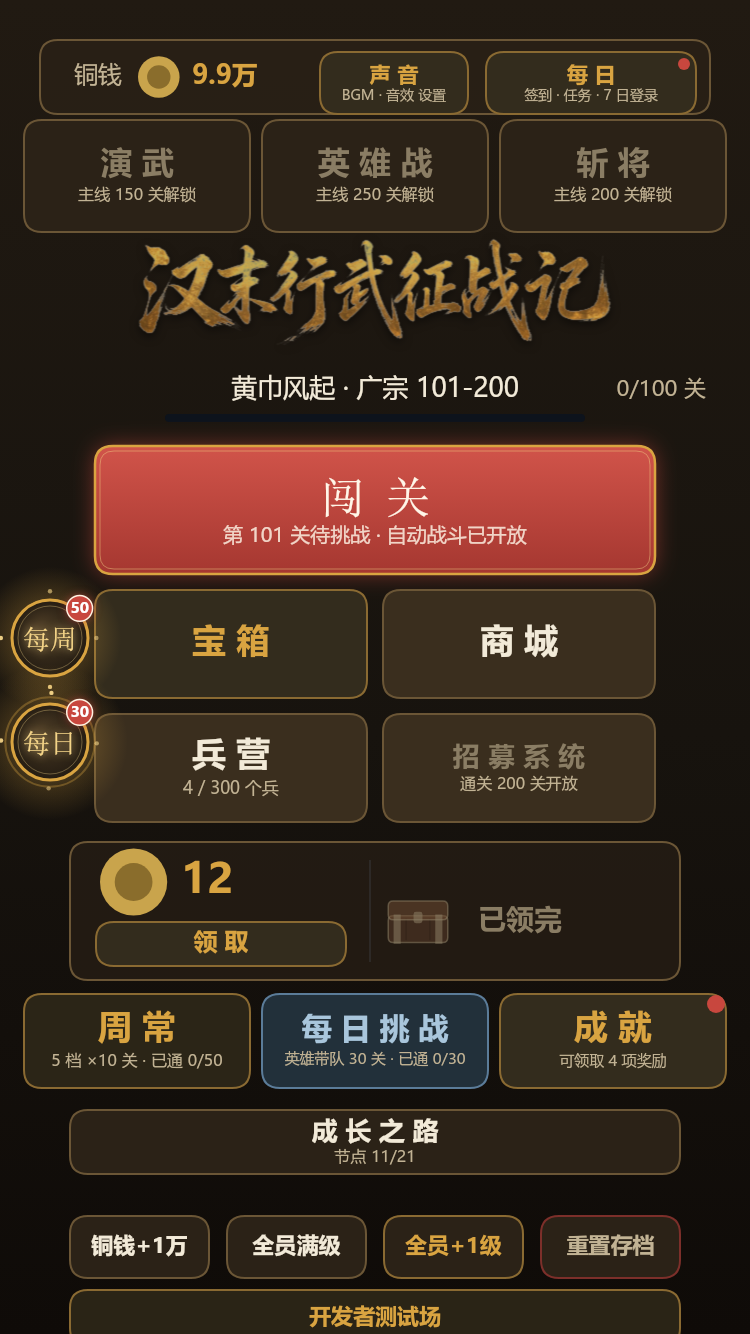 铜钱 9.9万
声音
BGM · 音效 设置
每日
签到 · 任务 · 7 日登录
演武
主线 150 关解锁
英雄战
主线 250 关解锁
斩将
主线 200 关解锁
汉末行武征战记
黄巾风起 · 广宗 101-200
0/100 关
闯关
第 101 关待挑战 · 自动战斗已开放
每周
50
宝箱
商城
每日
30
兵营
4 / 300 个兵
招募系统
通关 200 关开放
12
领取
已领完
周常
5 档 ×10 关 · 已通 0/50
每日挑战
英雄带队 30 关 · 已通 0/30
成就
可领取 4 项奖励
成长之路
节点 11/21
铜钱+1万
全员满级
全员+1级
重置存档
开发者测试场